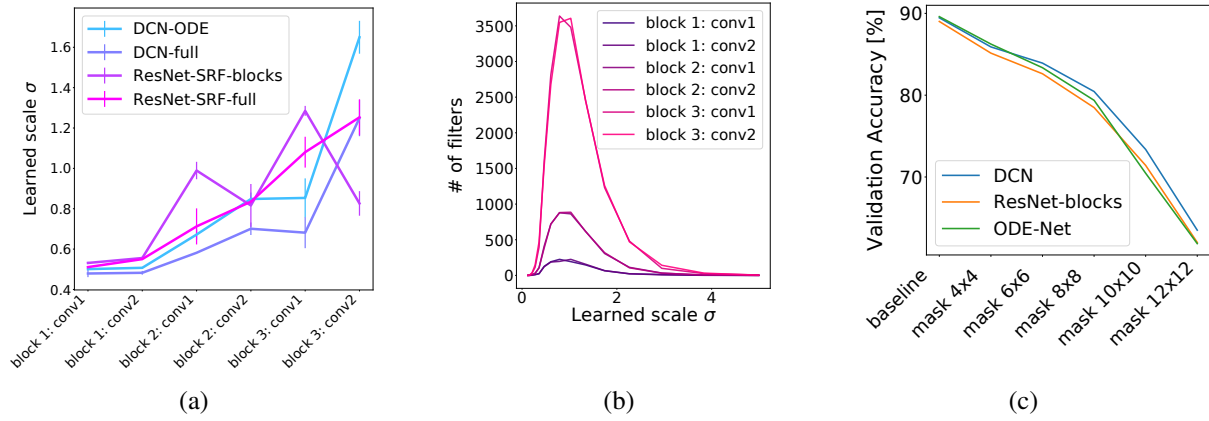 Learned scale σ
1.6
1.4
1.2
1.0
0.8
0.6
0.4
DCN-ODE
DCN-full
ResNet-SRF-blocks
ResNet-SRF-full
block 1: conv1
block 1: conv2
block 2: conv1
block 2: conv2
block 3: conv1
block 3: conv2
(a)
# of filters
3500
3000
2500
2000
1500
1000
500
0
block 1: conv1
block 1: conv2
block 2: conv1
block 2: conv2
block 3: conv1
block 3: conv2
0 2 4
Learned scale σ
(b)
Validation Accuracy [%]
90
80
70
DCN
ResNet-blocks
ODE-Net
baseline
mask 4x4
mask 6x6
mask 8x8
mask 10x10
mask 12x12
(c)